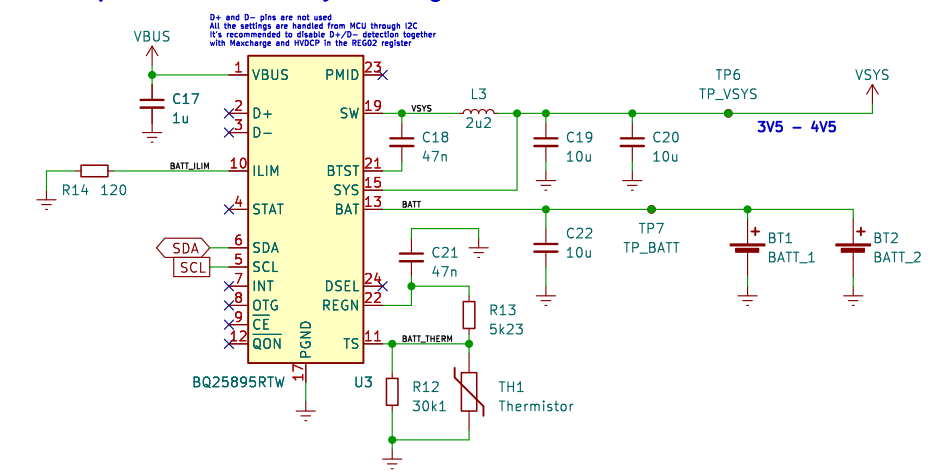 D+ and D- pins are not used
All the settings are handled from MCU through I2C
It's recommended to disable D+/D- detection together
with Maxcharge and HVDCP in the REG02 register
VBUS
1 VBUS
PMID 23
C17
1u
2 D+
3 D-
SW 19
VSYS
L3
2u2
TP6
TP_VSYS
VSYS
3V5 - 4V5
C18
47n
C19
10u
C20
10u
10 ILIM
BATT_ILIM
R14 120
BTST 21
SYS 15
4 STAT
BAT 13
BATT
TP7
TP_BATT
C22
10u
BT1
BATT_1
BT2
BATT_2
+
+
SDA
6 SDA
SCL
5 SCL
7 INT
8 OTG
9 CE
12 QON
C21
47n
DSEL 24
REGN 22
R13
5k23
TS 11
BATT_THERM
PGND
17
BQ25895RTW
U3
R12
30k1
TH1
Thermistor